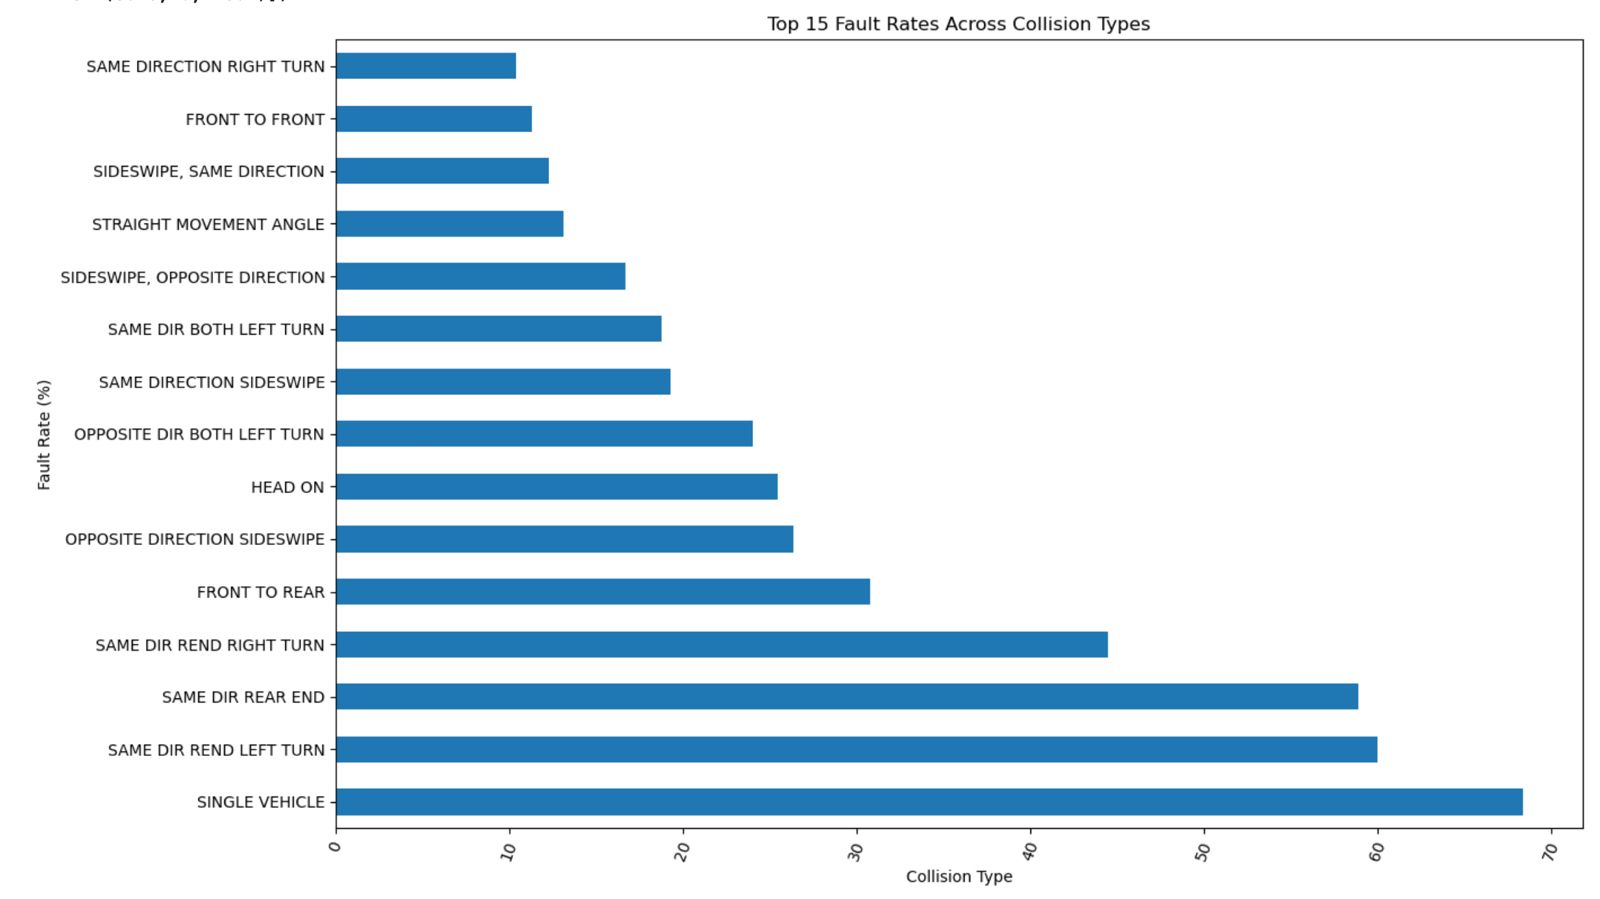 Top 15 Fault Rates Across Collision Types
SAME DIRECTION RIGHT TURN
FRONT TO FRONT
SIDESWIPE, SAME DIRECTION
STRAIGHT MOVEMENT ANGLE
SIDESWIPE, OPPOSITE DIRECTION
SAME DIR BOTH LEFT TURN
SAME DIRECTION SIDESWIPE
OPPOSITE DIR BOTH LEFT TURN
HEAD ON
OPPOSITE DIRECTION SIDESWIPE
FRONT TO REAR
SAME DIR REND RIGHT TURN
SAME DIR REAR END
SAME DIR REND LEFT TURN
SINGLE VEHICLE
Fault Rate (%)
0 10 20 30 40 50 60 70
Collision Type